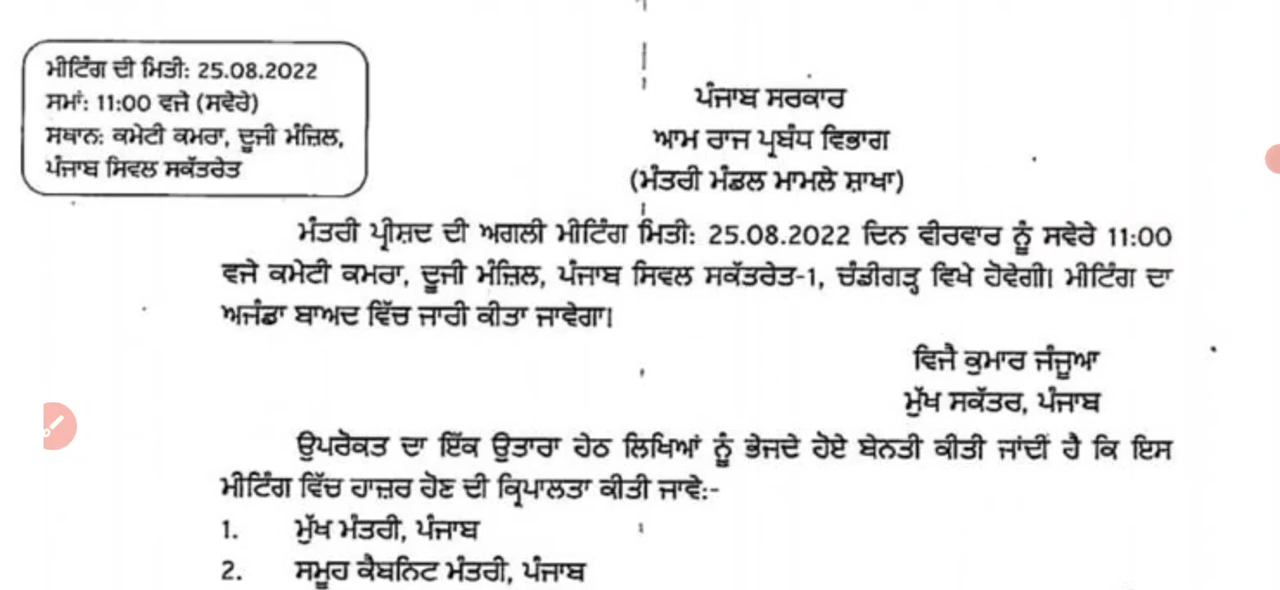 ਮੀਟਿੰਗ ਦੀ ਮਿਤੀ: 25.08.2022
ਸਮਾਂ: 11:00 ਵਜੇ (ਸਵੇਰੇ)
ਸਥਾਨ: ਕਮੇਟੀ ਕਮਰਾ, ਦੂਜੀ ਮੰਜ਼ਿਲ,
ਪੰਜਾਬ ਸਿਵਲ ਸਕੱਤਰੇਤ
ਪੰਜਾਬ ਸਰਕਾਰ
ਆਮ ਰਾਜ ਪ੍ਰਬੰਧ ਵਿਭਾਗ
(ਮੰਤਰੀ ਮੰਡਲ ਮਾਮਲੇ ਸ਼ਾਖਾ)
ਮੰਤਰੀ ਪ੍ਰੀਸ਼ਦ ਦੀ ਅਗਲੀ ਮੀਟਿੰਗ ਮਿਤੀ: 25.08.2022 ਦਿਨ ਵੀਰਵਾਰ ਨੂੰ ਸਵੇਰੇ 11:00
ਵਜੇ ਕਮੇਟੀ ਕਮਰਾ, ਦੂਜੀ ਮੰਜ਼ਿਲ, ਪੰਜਾਬ ਸਿਵਲ ਸਕੱਤਰੇਤ-1, ਚੰਡੀਗੜ੍ਹ ਵਿਖੇ ਹੋਵੇਗੀ। ਮੀਟਿੰਗ ਦਾ
ਅਜੰਡਾ ਬਾਅਦ ਵਿੱਚ ਜਾਰੀ ਕੀਤਾ ਜਾਵੇਗਾ।
ਵਿਜੈ ਕੁਮਾਰ ਜੰਜੂਆ
ਮੁੱਖ ਸਕੱਤਰ, ਪੰਜਾਬ
ਉਪਰੋਕਤ ਦਾ ਇੱਕ ਉਤਾਰਾ ਹੇਠ ਲਿਖਿਆਂ ਨੂੰ ਭੇਜਦੇ ਹੋਏ ਬੇਨਤੀ ਕੀਤੀ ਜਾਂਦੀਂ ਹੈ ਕਿ ਇਸ
ਮੀਟਿੰਗ ਵਿੱਚ ਹਾਜ਼ਰ ਹੋਣ ਦੀ ਕ੍ਰਿਪਾਲਤਾ ਕੀਤੀ ਜਾਵੇ:-
1. ਮੁੱਖ ਮੰਤਰੀ, ਪੰਜਾਬ
2. ਸਮੂਹ ਕੈਬਨਿਟ ਮੰਤਰੀ, ਪੰਜਾਬ